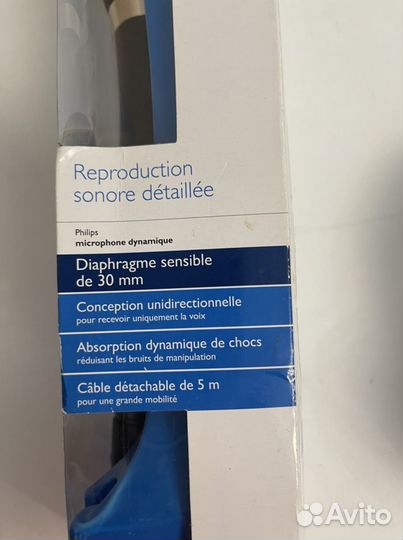 Reproduction
sonore détaillée
Philips
microphone dynamique
Diaphragme sensible
de 30 mm
Conception unidirectionnelle
pour recevoir uniquement la voix
Absorption dynamique de chocs
réduisant les bruits de manipulation
Câble détachable de 5 m
pour une grande mobilité
Avito